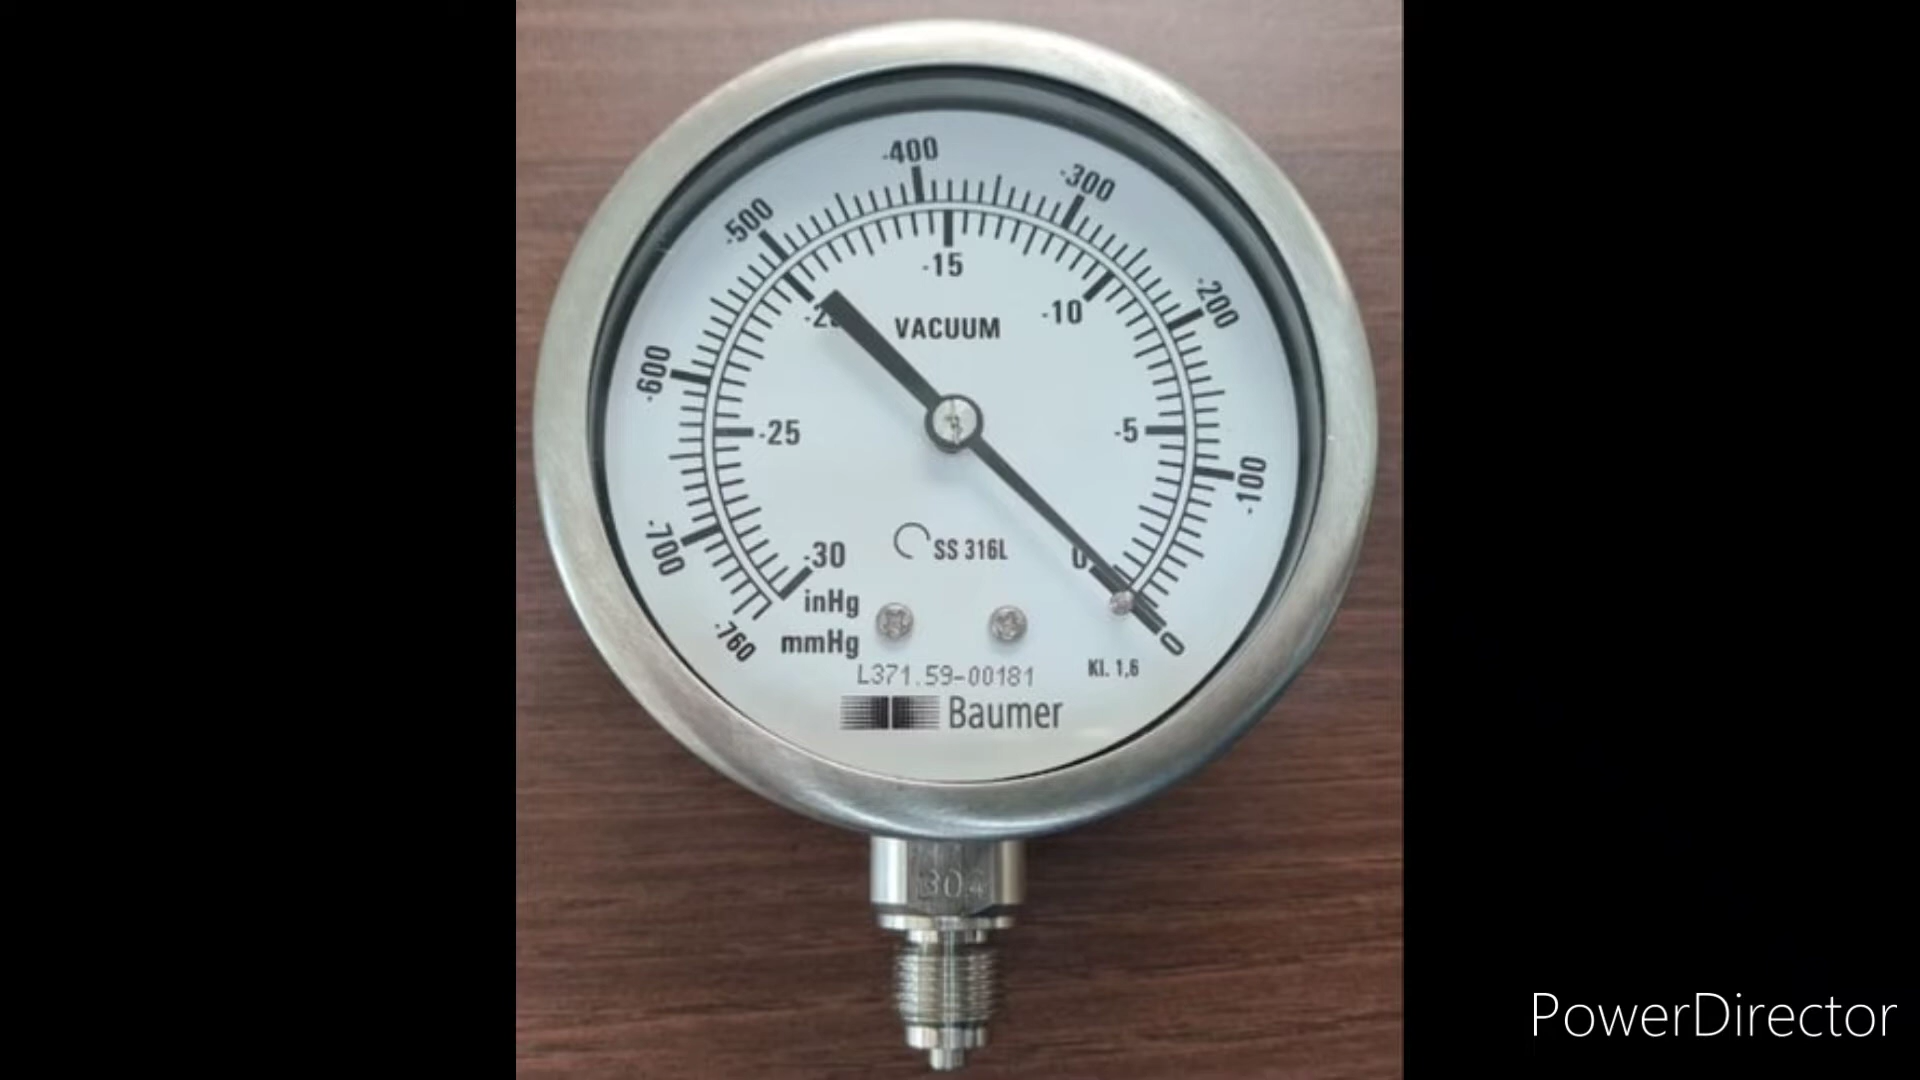 -400
-300
-500
-200
-15
-10
-20
VACUUM
-600
-25
-5
-100
-700
-30
SS 316L
0
inHg
mmHg
-760
0
L371.59-00181
Kl. 1,6
Baumer
304
PowerDirector